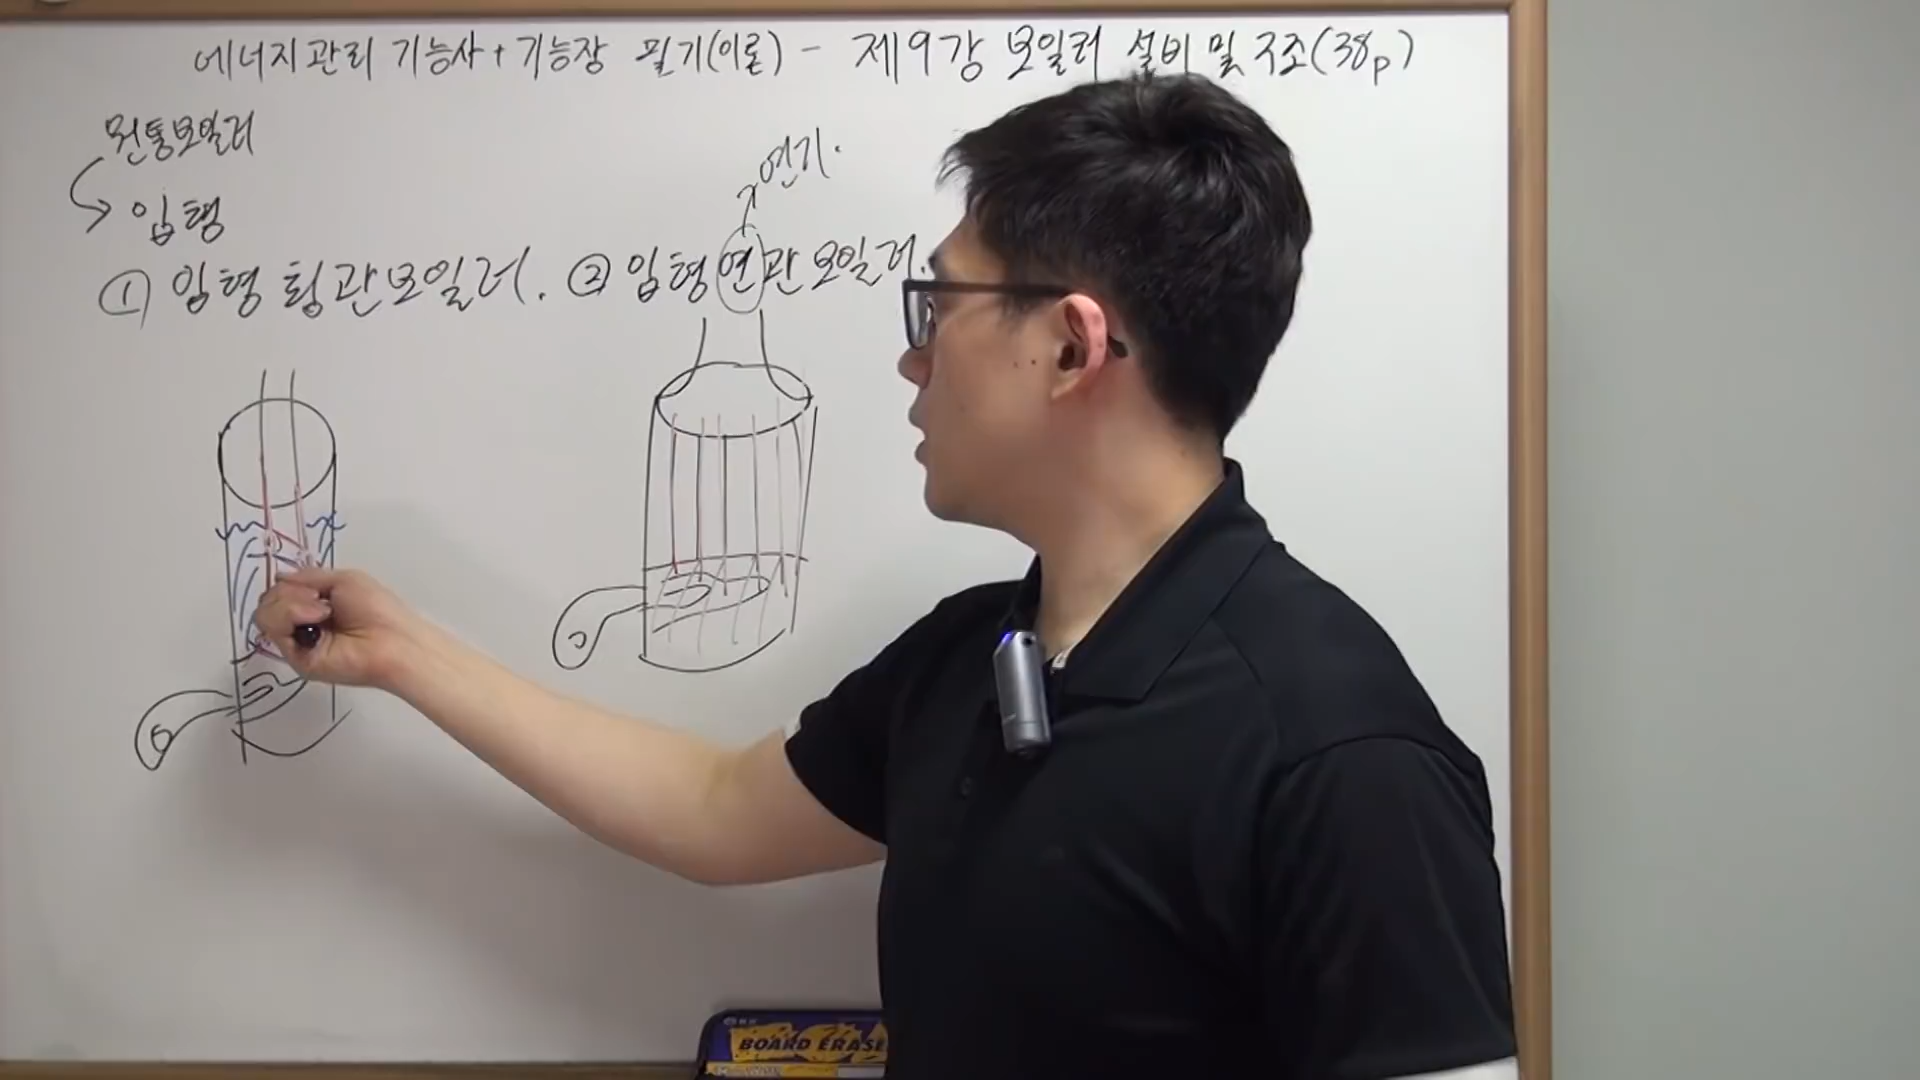 에너지관리 기능사+기능장 필기(이론) - 제9강 보일러 설비 및 구조(38p)
원통보일러
입형
연기.
① 입형 횡관보일러. ② 입형 연관보일러.
BOARD ERASE